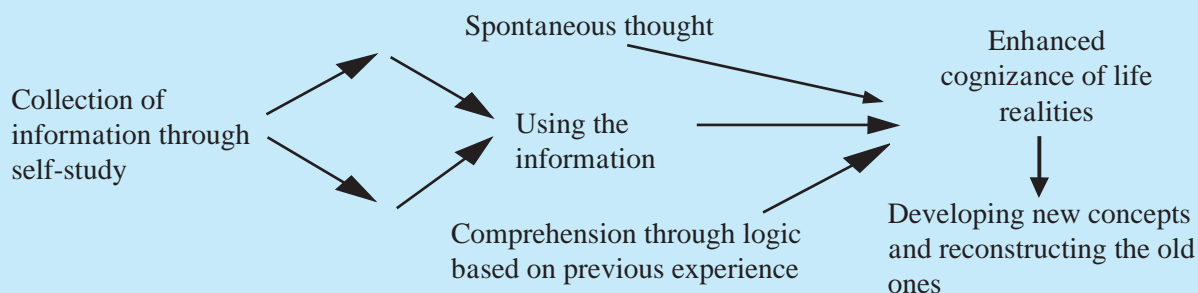 Collection of
information through
self-study
Spontaneous thought
Using the
information
Comprehension through logic
based on previous experience
Enhanced
cognizance of life
realities
Developing new concepts
and reconstructing the old
ones